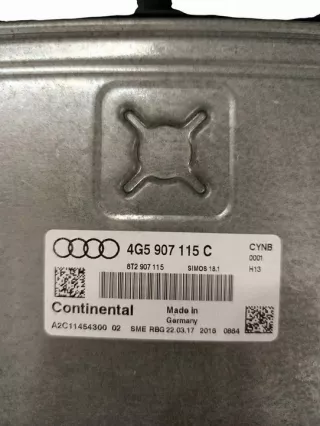 4G5 907 115 C CYNB
0001
8T2 907 115 SIMOS 18.1 H13
Continental Made in
Germany
A2C11454300 02 SME RBG 22.03.17 2016 0864